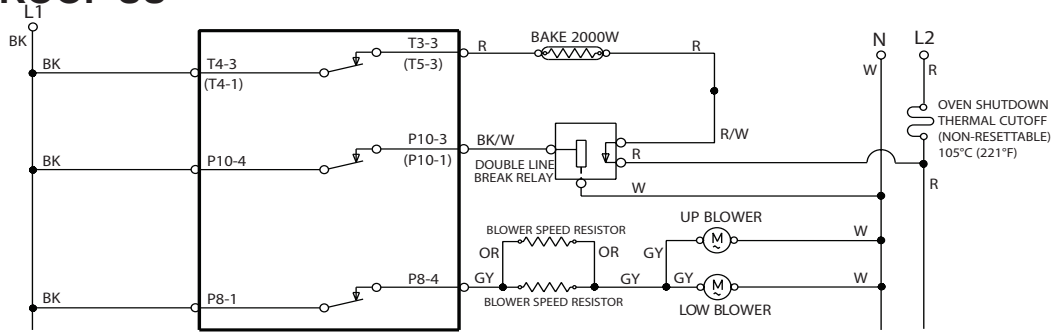 L1
BK
N
L2
T3-3
R
BAKE 2000W
R
BK
T4-3
(T5-3)
W
R
(T4-1)
OVEN SHUTDOWN
THERMAL CUTOFF
(NON-RESETTABLE)
105°C (221°F)
P10-3
BK/W
R/W
BK
P10-4
(P10-1)
DOUBLE LINE
BREAK RELAY
R
W
R
UP BLOWER
BLOWER SPEED RESISTOR
W
M
OR
OR
GY
P8-4
GY
GY
GY
M
W
BK
P8-1
BLOWER SPEED RESISTOR
LOW BLOWER